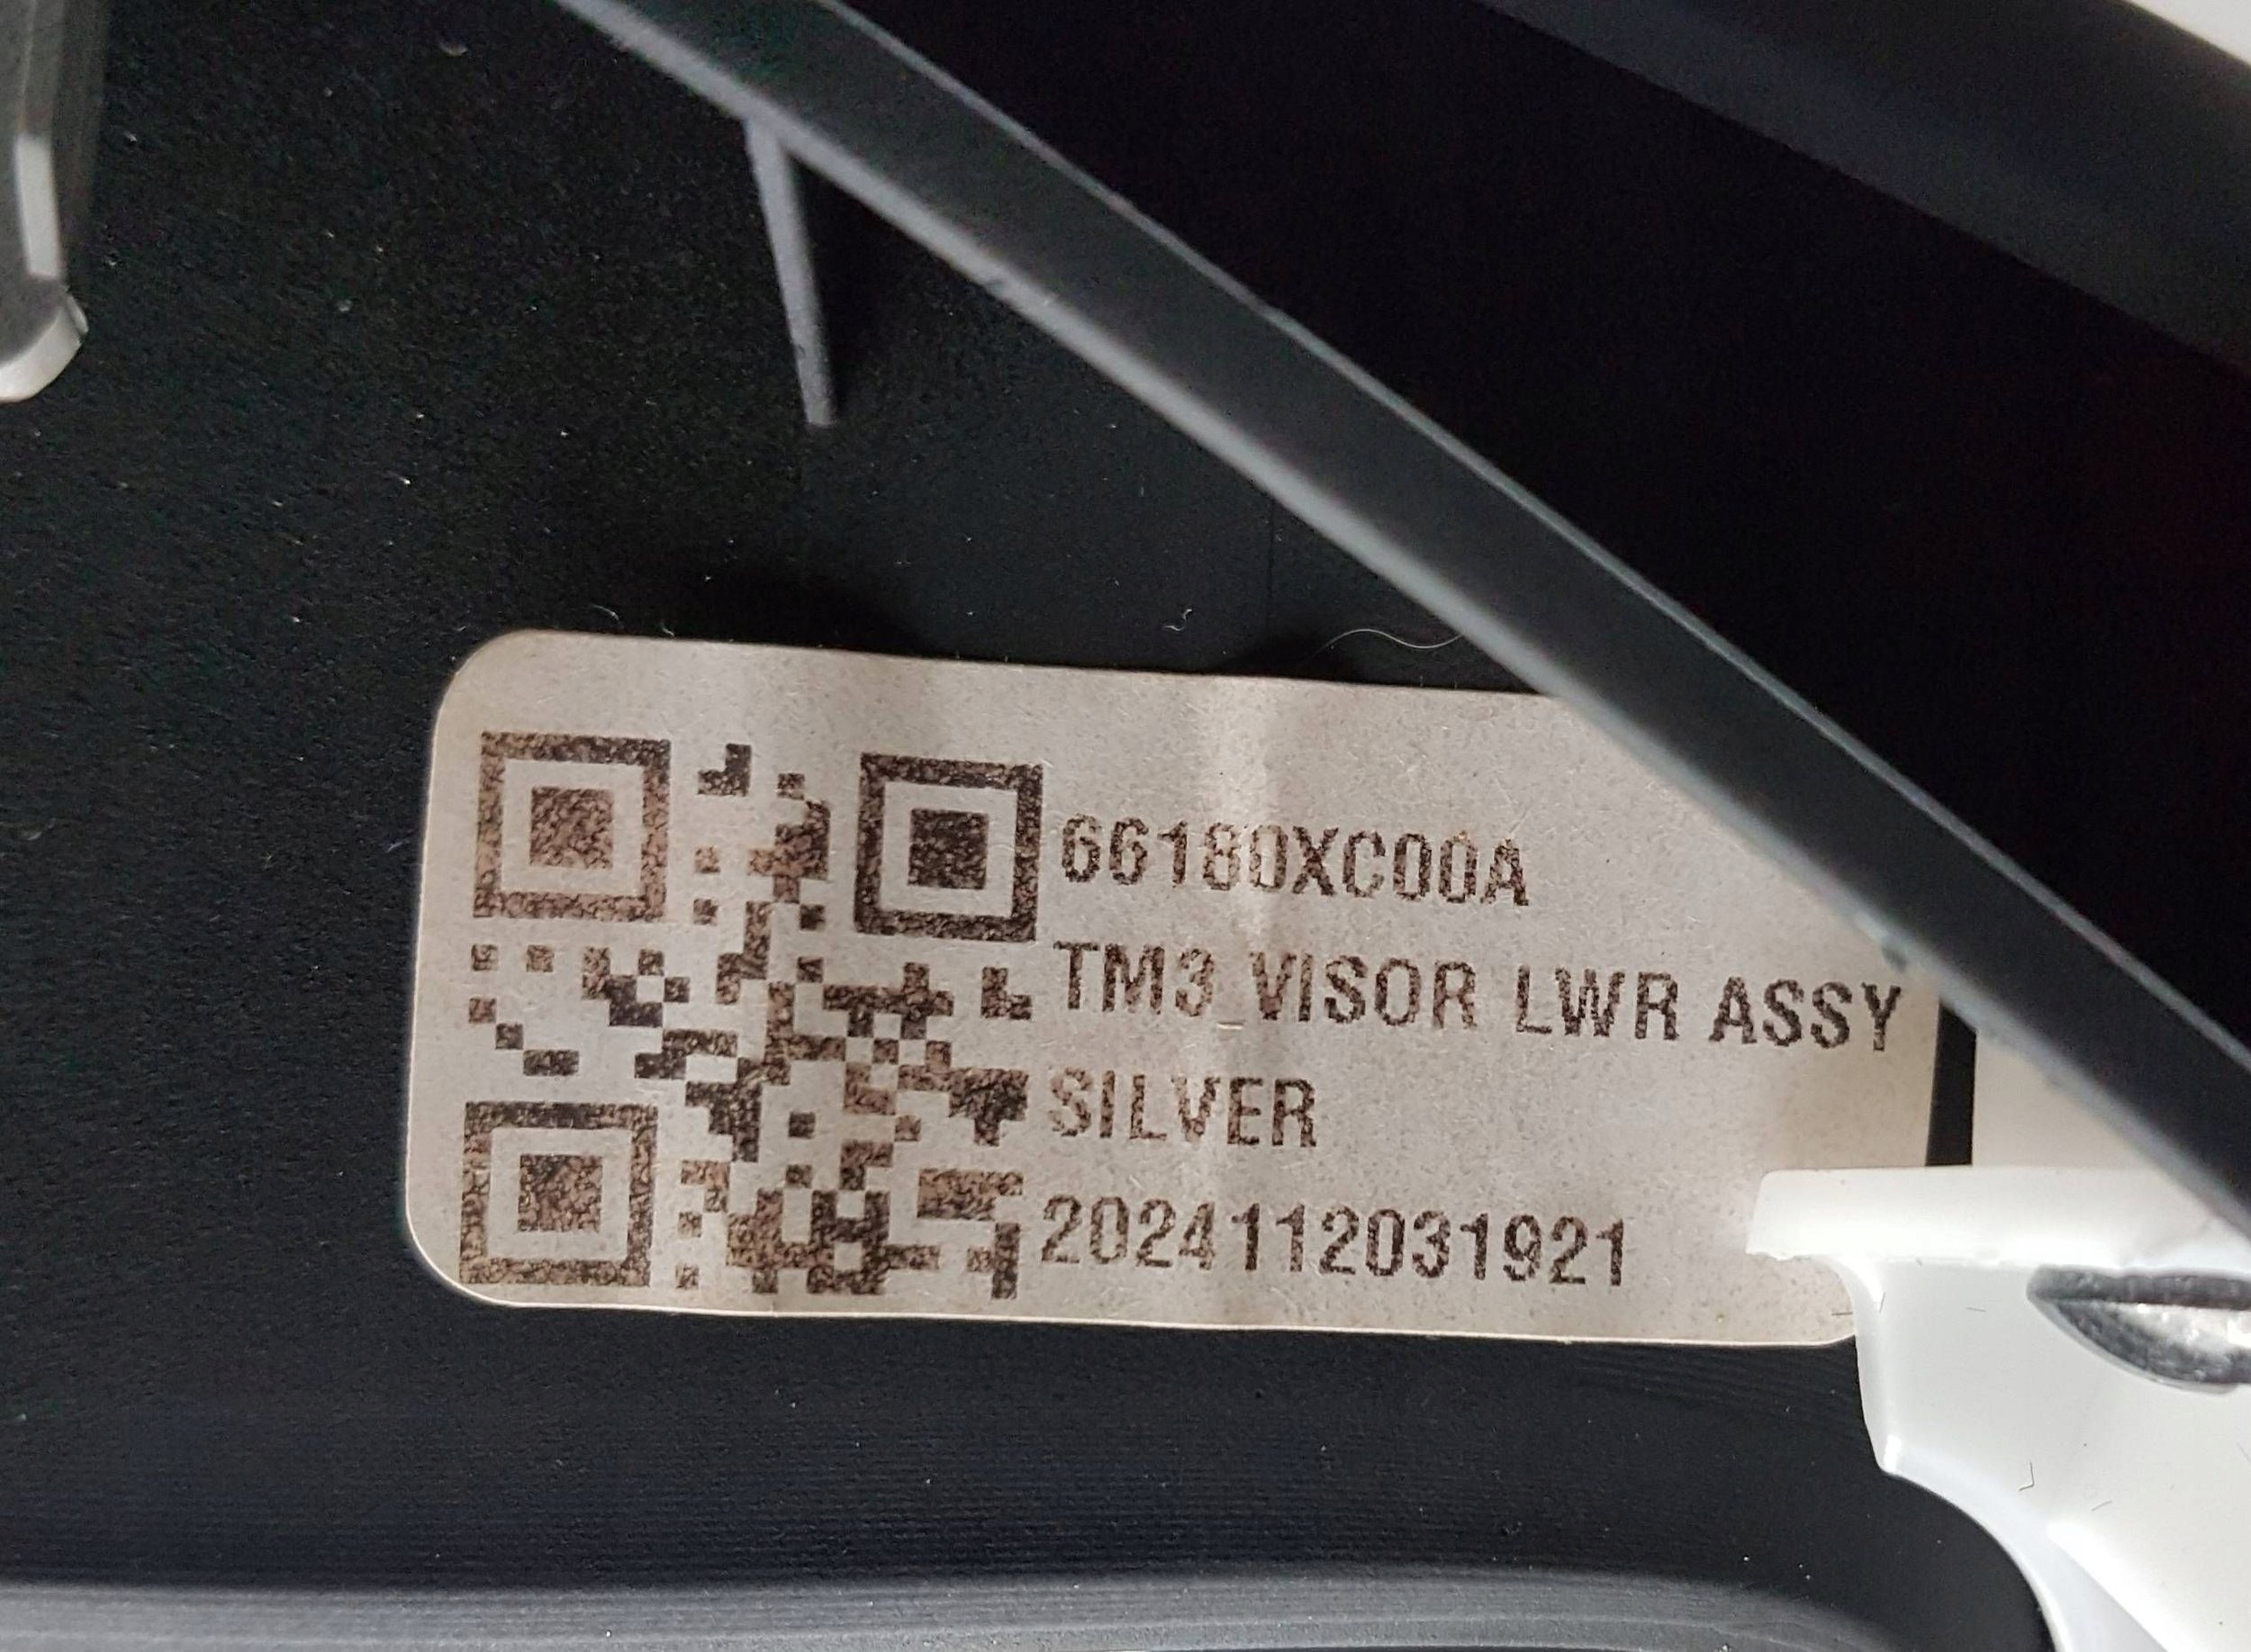 66180XC00A
TM3_VISOR LWR ASSY
SILVER
2024112031921